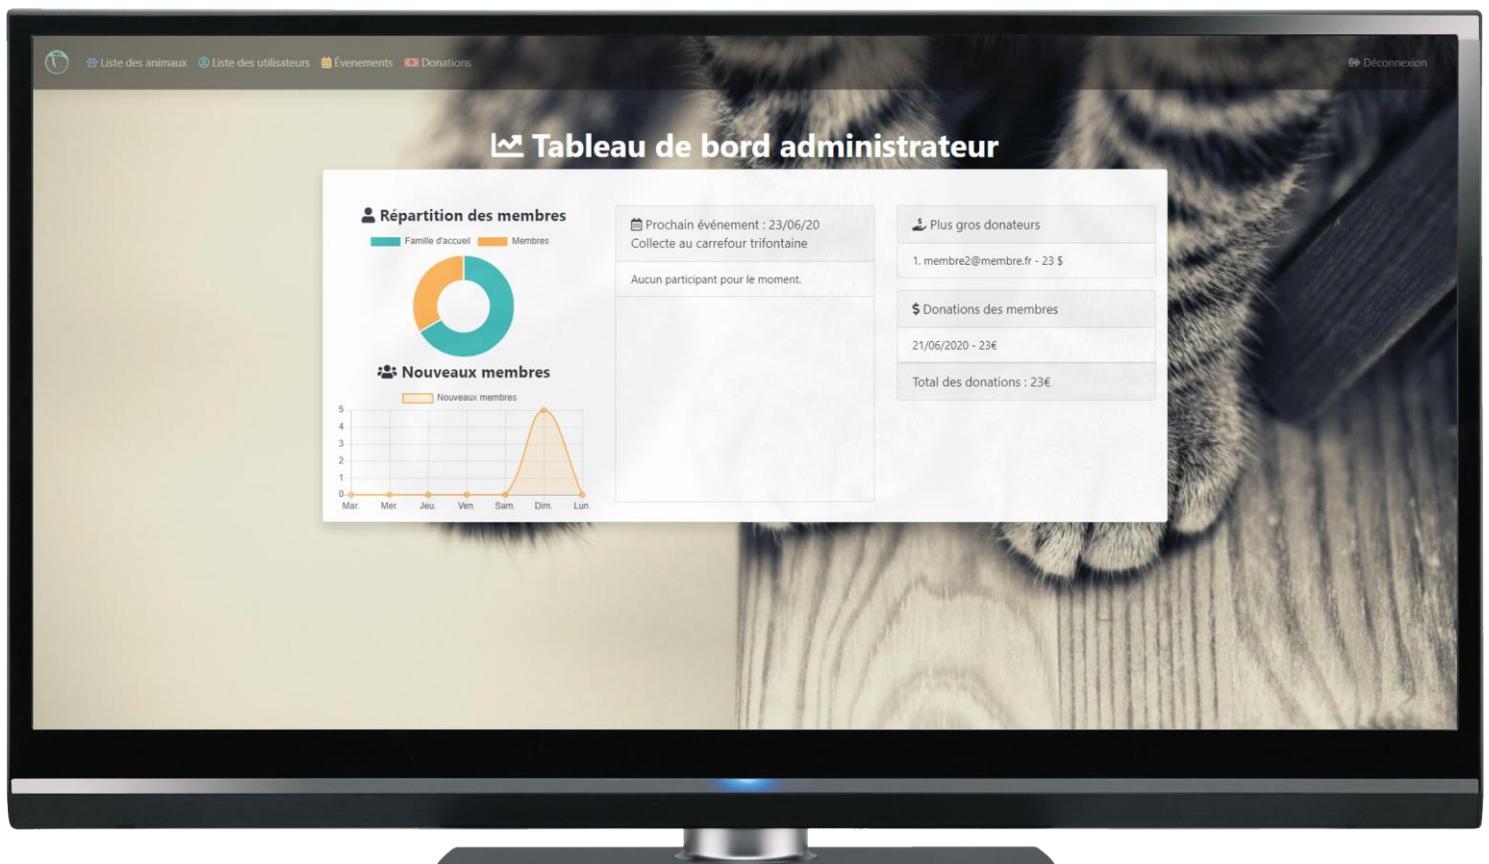 Liste des animaux Liste des utilisateurs Évenements Donations Déconnexion
Tableau de bord administrateur
Répartition des membres
Famille d'accueil Membres
Nouveaux membres
Nouveaux membres
5
4
3
2
1
0
Mar. Mer. Jeu. Ven. Sam. Dim. Lun.
Prochain événement : 23/06/20
Collecte au carrefour trifontaine
Aucun participant pour le moment.
Plus gros donateurs
1. membre2@membre.fr - 23 $
$ Donations des membres
21/06/2020 - 23€
Total des donations : 23€